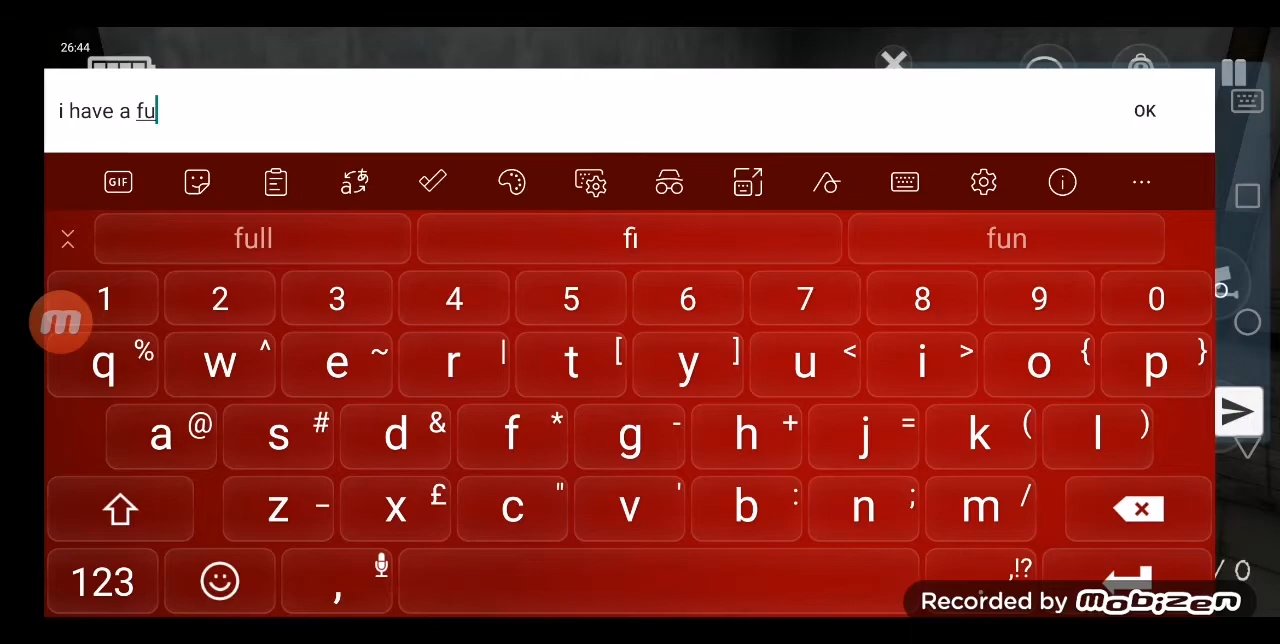 26:44
i have a fu
OK
GIF
full fi fun
1 2 3 4 5 6 7 8 9 0
q % w ^ e ~ r | t [ y ] u < i > o { p }
a @ s # d & f * g - h + j = k ( l )
z _ x £ c " v ' b : n ; m /
123 , ,!? / 0
m
Recorded by Mobizen